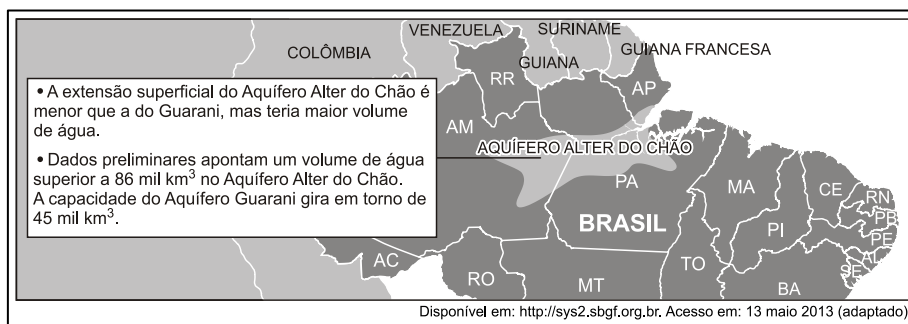 VENEZUELA
SURINAME
COLÔMBIA
GUIANA FRANCESA
GUIANA
RR
AP
• A extensão superficial do Aquífero Alter do Chão é
menor que a do Guarani, mas teria maior volume
de água.
• Dados preliminares apontam um volume de água
superior a 86 mil km³ no Aquífero Alter do Chão.
A capacidade do Aquífero Guarani gira em torno de
45 mil km³.
AM
AQUÍFERO ALTER DO CHÃO
PA
MA
CE
RN
PB
PE
AL
SE
PI
BRASIL
TO
AC
RO
MT
BA
Disponível em: http://sys2.sbgf.org.br. Acesso em: 13 maio 2013 (adaptado)